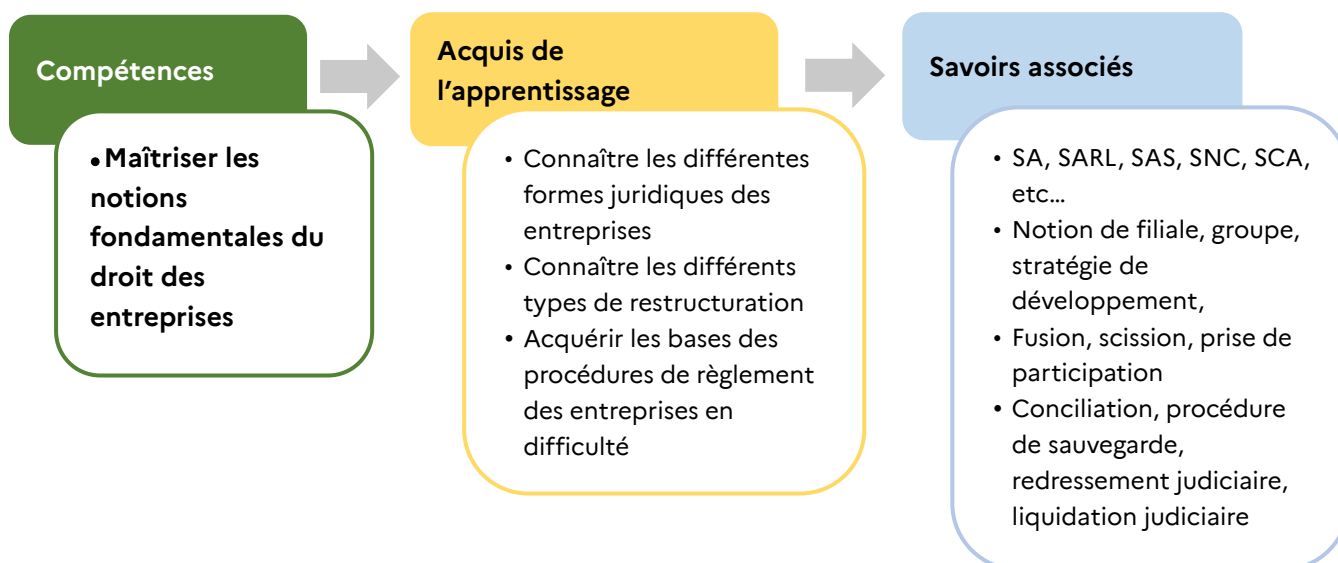 Compétences
• Maîtriser les
notions
fondamentales du
droit des
entreprises
Acquis de
l'apprentissage
• Connaître les différentes
formes juridiques des
entreprises
• Connaître les différents
types de restructuration
• Acquérir les bases des
procédures de règlement
des entreprises en
difficulté
Savoirs associés
• SA, SARL, SAS, SNC, SCA,
etc…
• Notion de filiale, groupe,
stratégie de
développement,
• Fusion, scission, prise de
participation
• Conciliation, procédure
de sauvegarde,
redressement judiciaire,
liquidation judiciaire